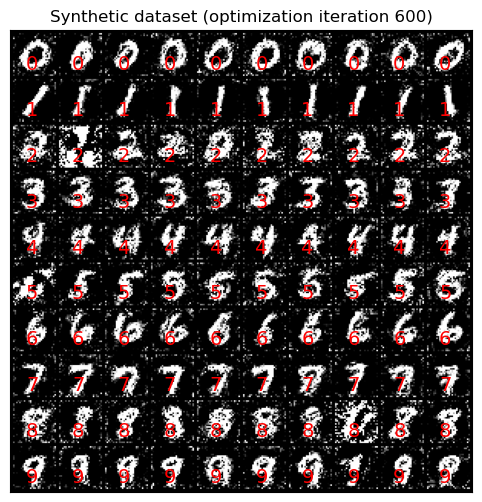 Synthetic dataset (optimization iteration 600)
0 0 0 0 0 0 0 0 0 0
1 1 1 1 1 1 1 1 1 1
2 2 2 2 2 2 2 2 2 2
3 3 3 3 3 3 3 3 3 3
4 4 4 4 4 4 4 4 4 4
5 5 5 5 5 5 5 5 5 5
6 6 6 6 6 6 6 6 6 6
7 7 7 7 7 7 7 7 7 7
8 8 8 8 8 8 8 8 8 8
9 9 9 9 9 9 9 9 9 9